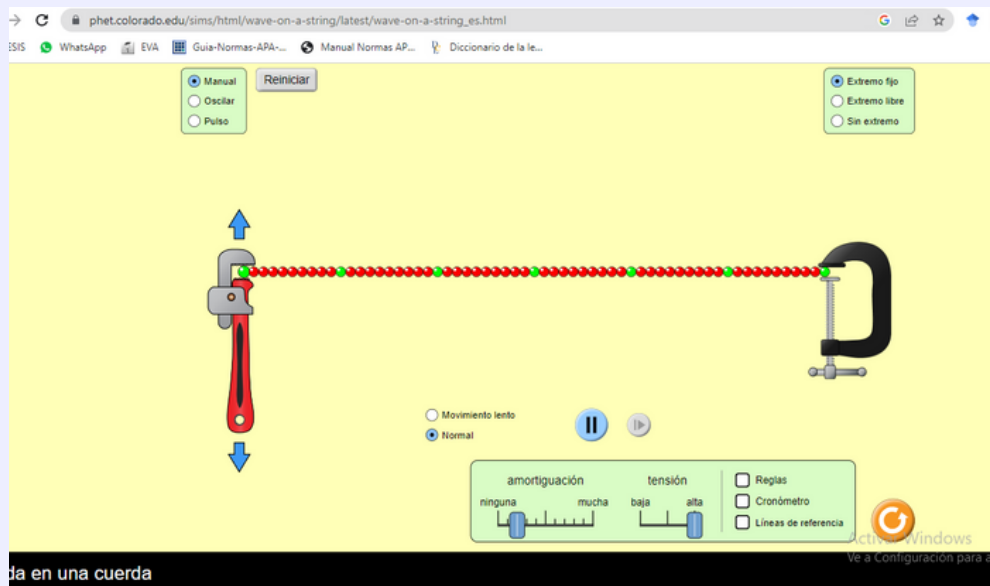 phet.colorado.edu/sims/html/wave-on-a-string/latest/wave-on-a-string_es.html
ESIS WhatsApp EVA Guia-Normas-APA-... Manual Normas AP... Diccionario de la le...
Manual
Oscilar
Pulso
Reiniciar
Extremo fijo
Extremo libre
Sin extremo
Movimiento lento
Normal
amortiguación
ninguna mucha
tensión
baja alta
Reglas
Cronómetro
Líneas de referencia
Windows
Ve a Configuración para a
da en una cuerda